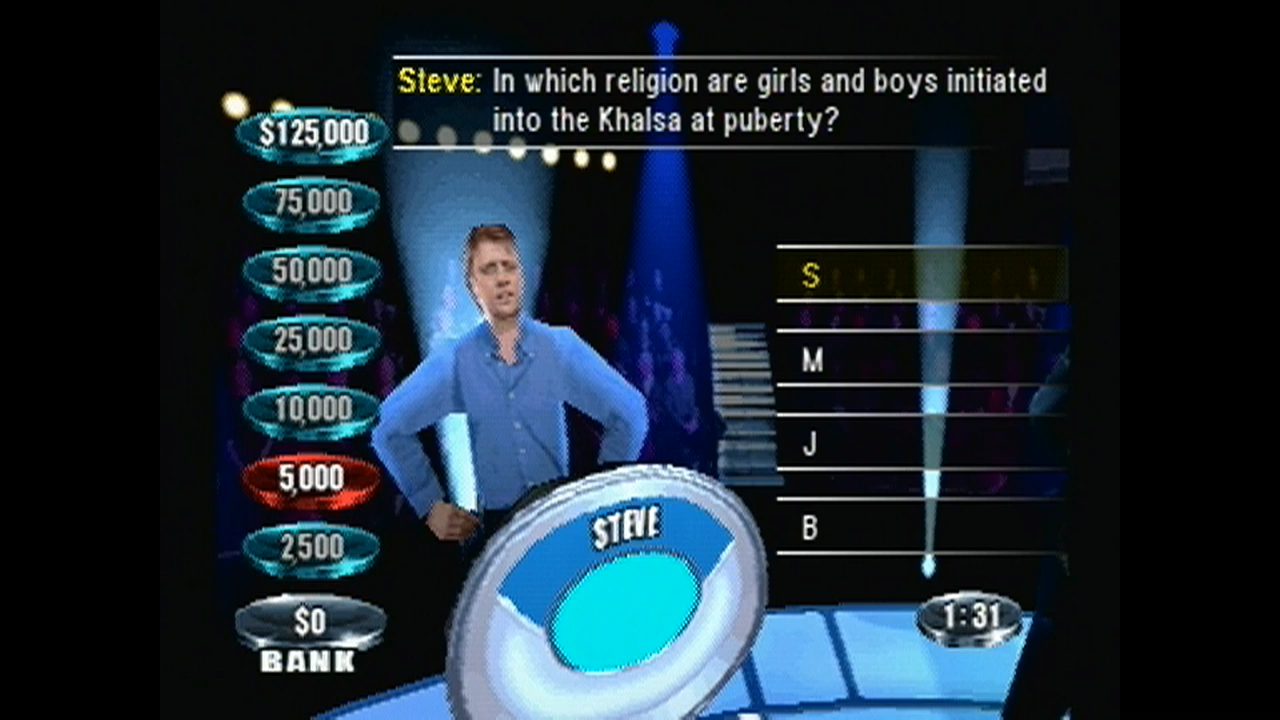 Steve: In which religion are girls and boys initiated
into the Khalsa at puberty?
$125,000
75,000
50,000
25,000
10,000
5,000
2,500
$0
BANK
STEVE
S
M
J
B
1:31